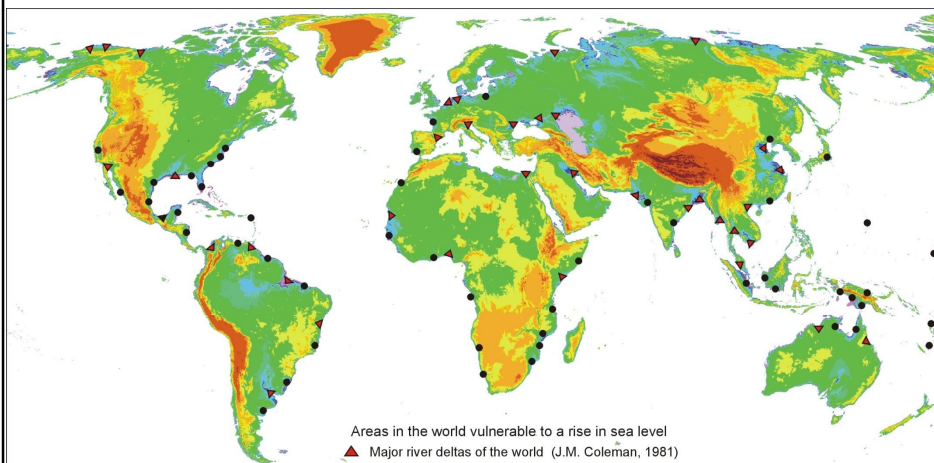 Areas in the world vulnerable to a rise in sea level
Major river deltas of the world (J.M. Coleman, 1981)